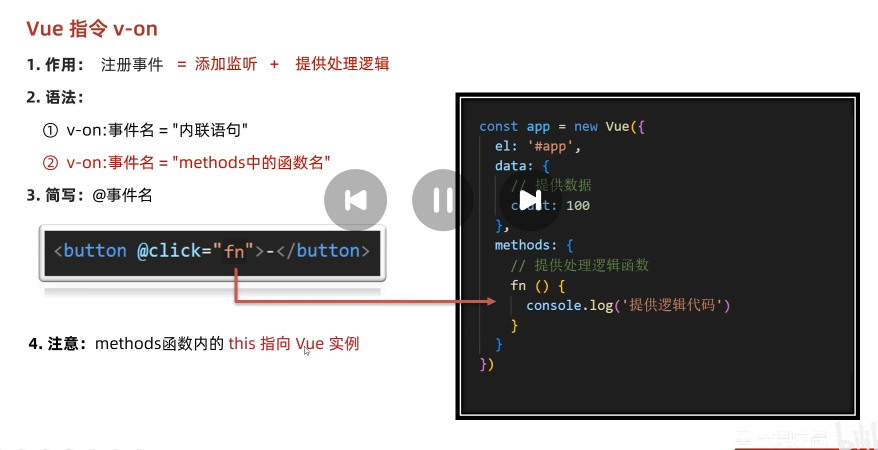 Vue 指令 v-on
1. 作用： 注册事件 = 添加监听 + 提供处理逻辑
2. 语法：
① v-on:事件名 = "内联语句"
② v-on:事件名 = "methods中的函数名"
3. 简写：@事件名
<button @click="fn">-</button>
4. 注意：methods函数内的 this 指向 Vue 实例
const app = new Vue({
el: '#app',
data: {
// 提供数据
count: 100
},
methods: {
// 提供处理逻辑函数
fn () {
console.log('提供逻辑代码')
}
}
})